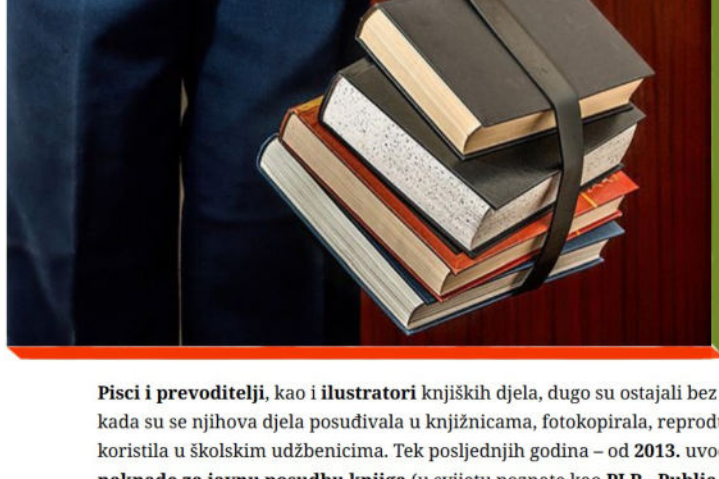 Pisci i prevoditelji, kao i ilustratori knjiških djela, dugo su ostajali bez
kada su se njihova djela posuđivala u knjižnicama, fotokopirala,
koristila u školskim udžbenicima. Tek posljednjih godina – od 2013.
naknade za javnu posudbu knjiga (u svijetu poznate kao PLR - Public